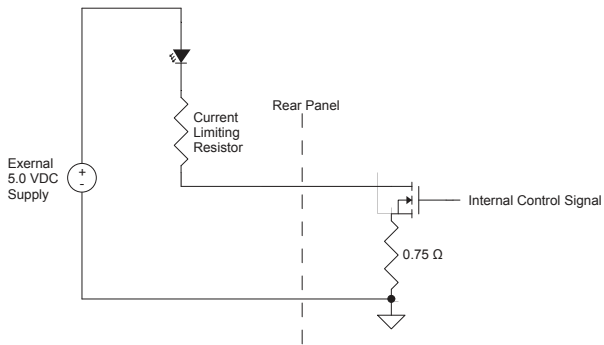 Rear Panel
Current
Limiting
Resistor
Exernal
5.0 VDC
Supply
+
-
Internal Control Signal
0.75 Ω